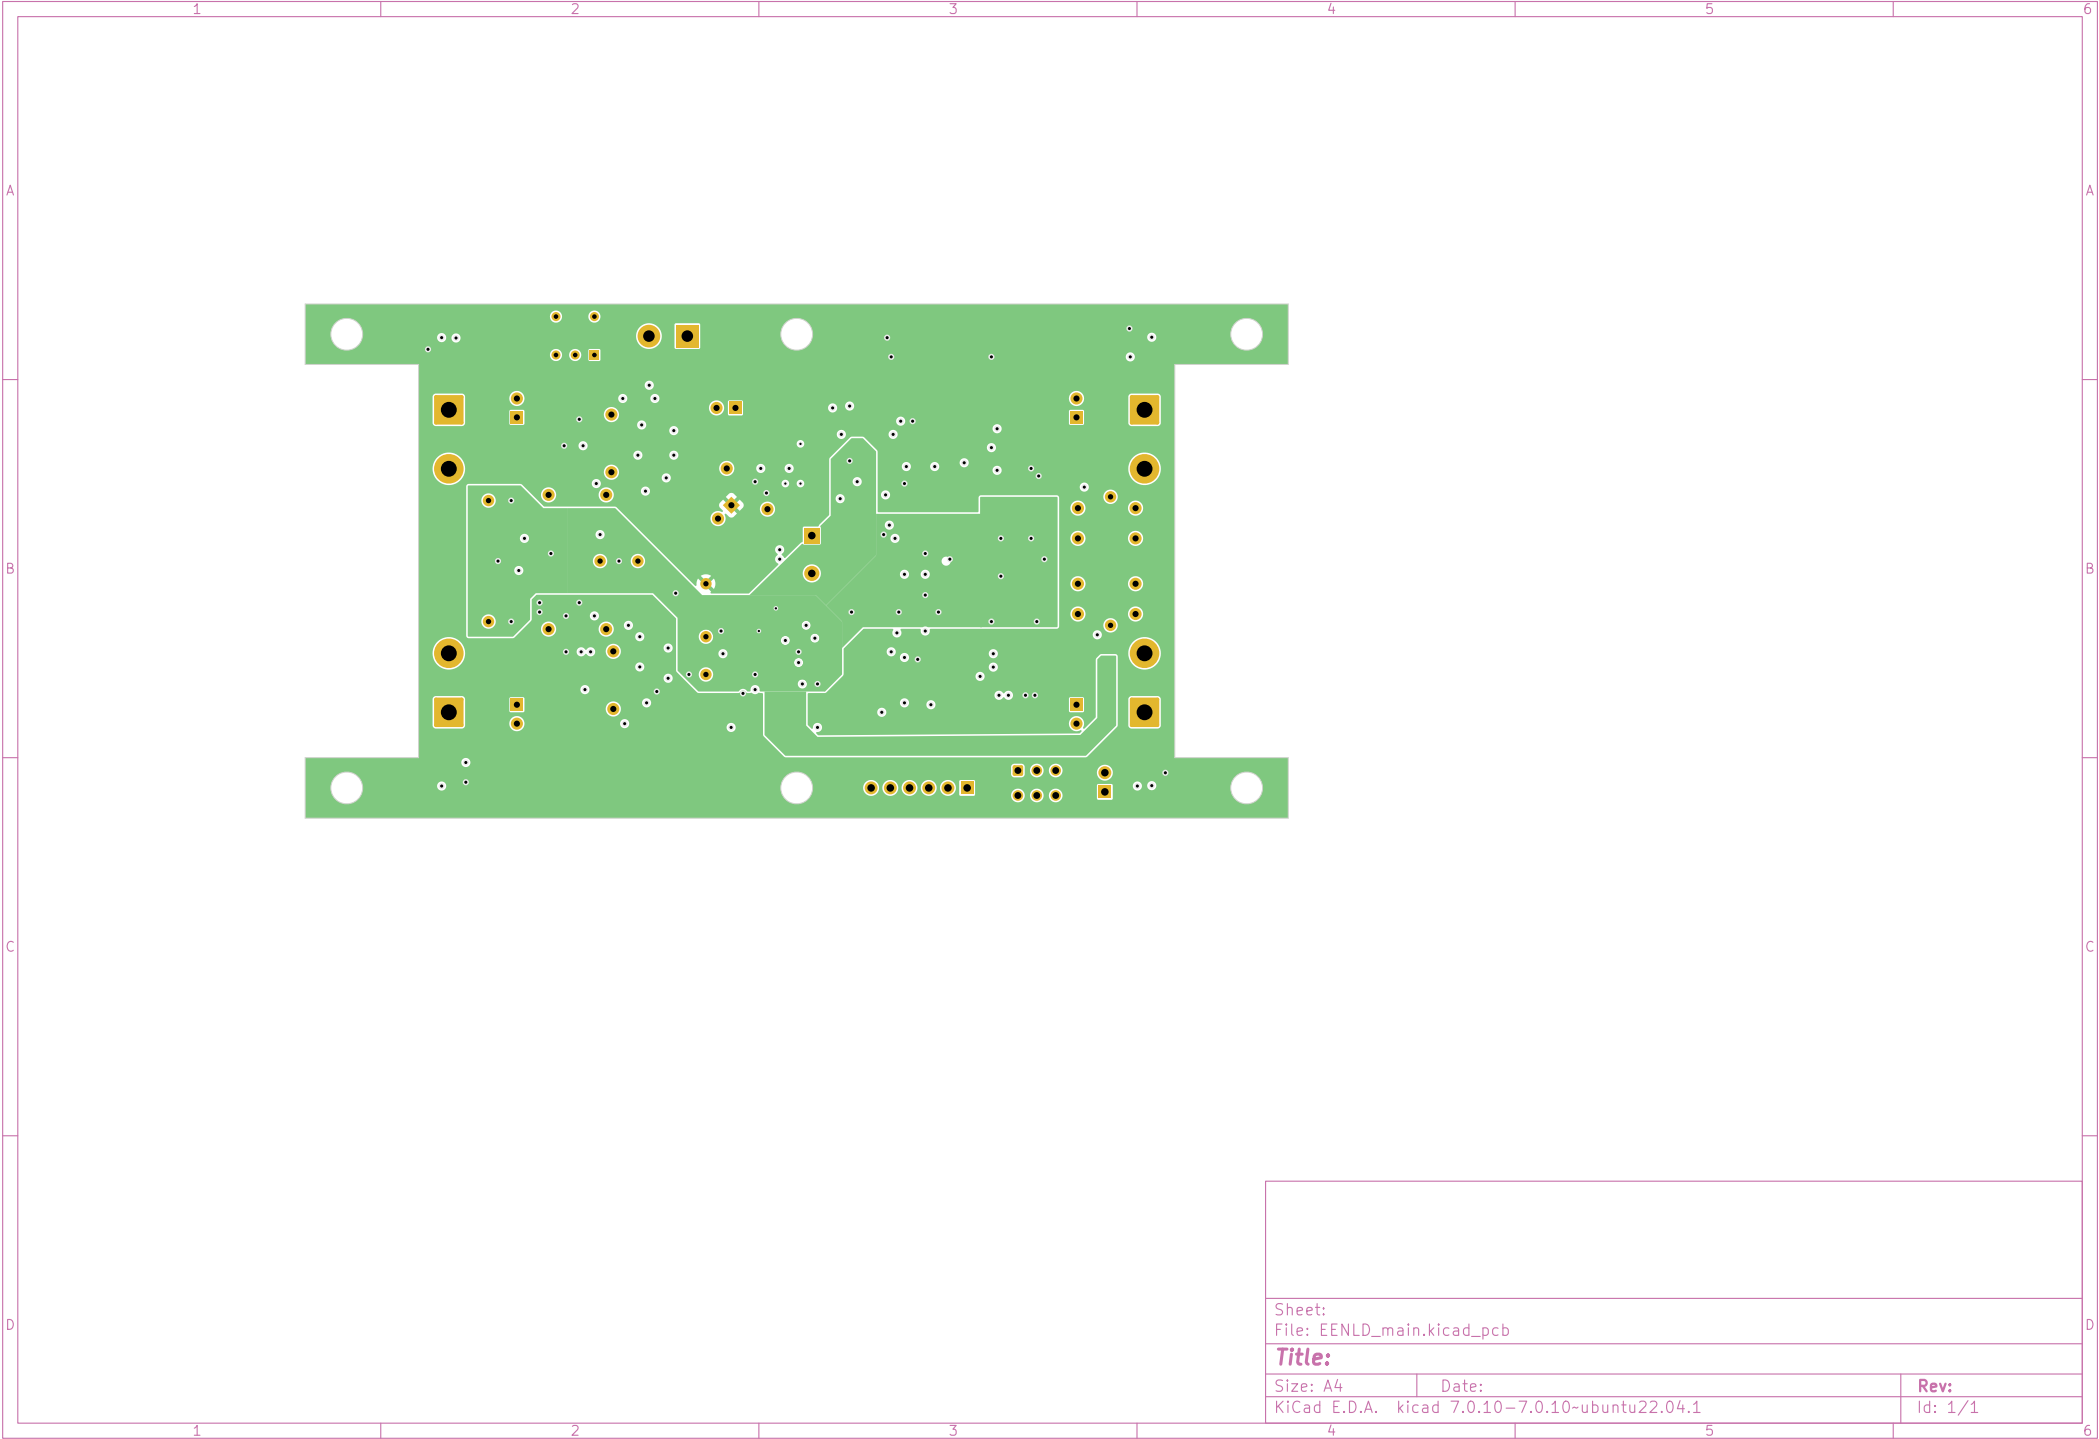 1 2 3 4 5 6
A A
B B
C C
Sheet:
File: EENLD_main.kicad_pcb
D D
Title:
Size: A4 Date: Rev:
KiCad E.D.A. kicad 7.0.10-7.0.10~ubuntu22.04.1 Id: 1/1
1 2 3 4 5 6